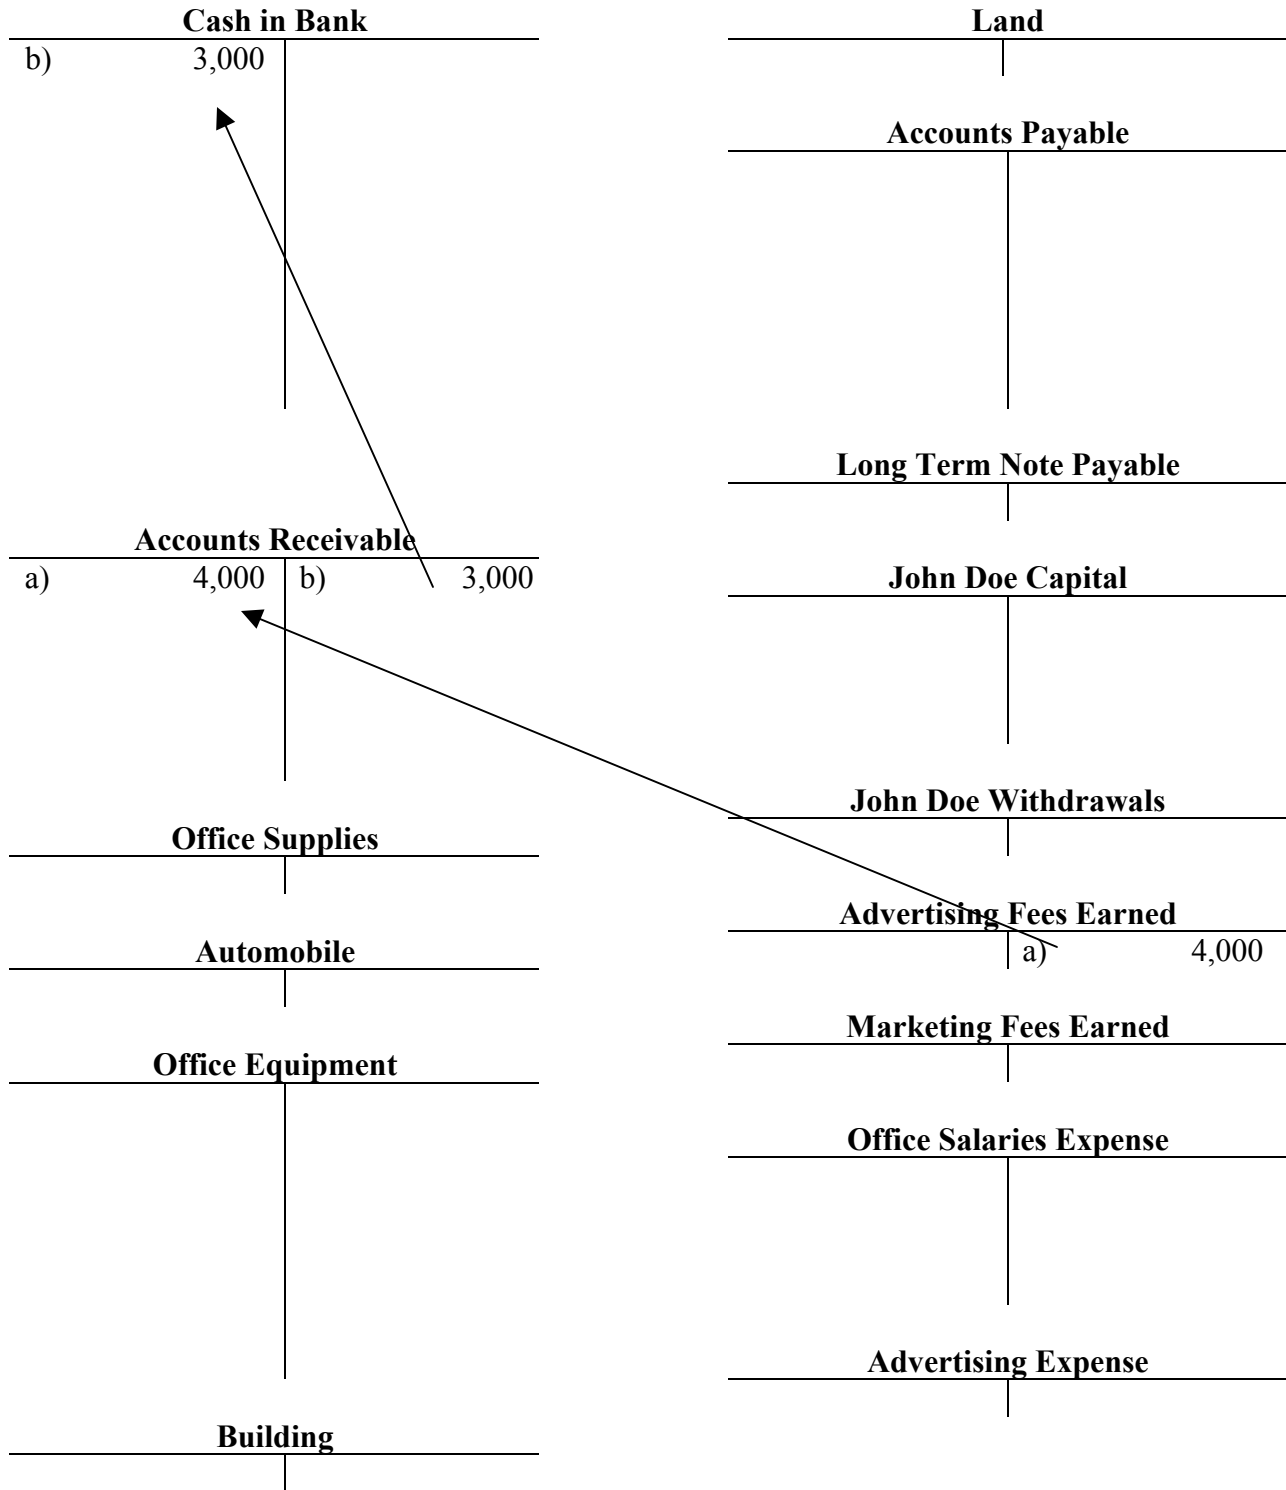 Cash in Bank
b) 3,000
Accounts Receivable
a) 4,000 b) 3,000
Office Supplies
Automobile
Office Equipment
Building
Land
Accounts Payable
Long Term Note Payable
John Doe Capital
John Doe Withdrawals
Advertising Fees Earned
a) 4,000
Marketing Fees Earned
Office Salaries Expense
Advertising Expense